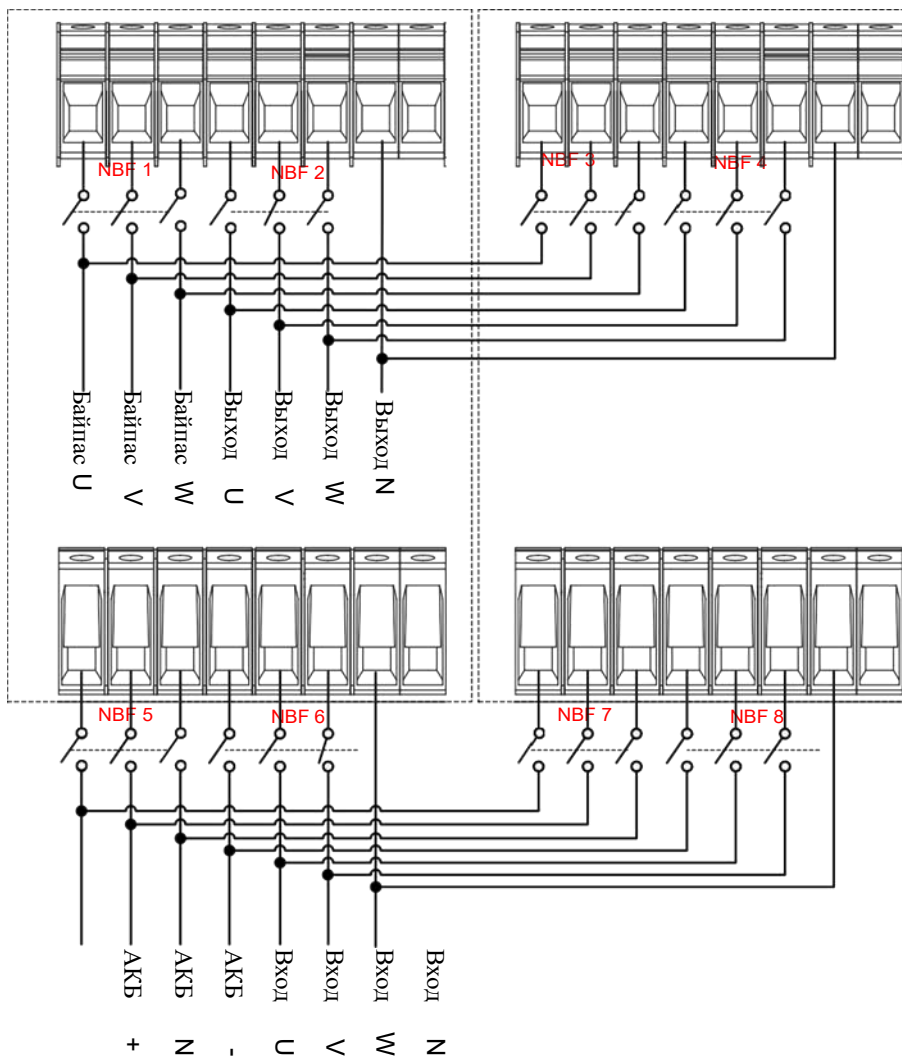 NBF 1
NBF 2
NBF 3
NBF 4
Байпас U
Байпас V
Байпас W
Выход U
Выход V
Выход W
Выход N
NBF 5
NBF 6
NBF 7
NBF 8
АКБ +
АКБ N
АКБ -
Вход U
Вход V
Вход W
Вход N